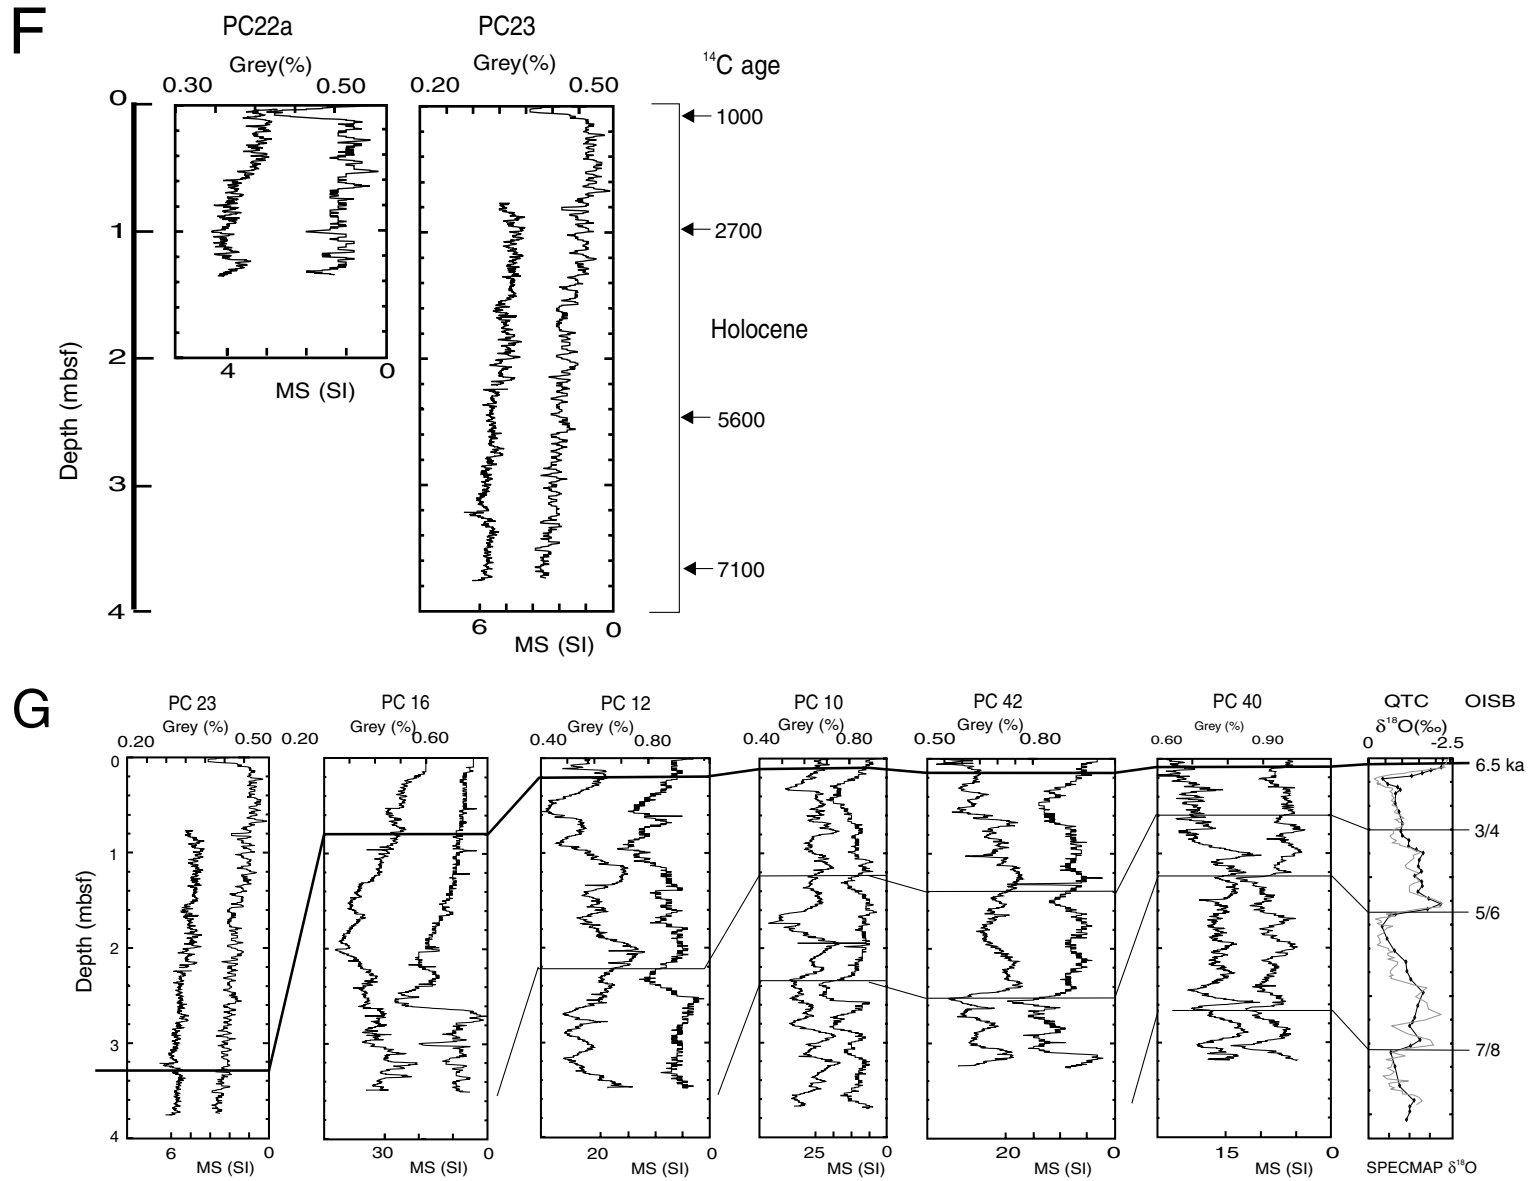 F
PC22a
PC23
Grey(%)
Grey(%)
¹⁴C age
0.30
0.50
0.20
0.50
0
1
2
3
4
Depth (mbsf)
1000
2700
Holocene
5600
7100
4
0
MS (SI)
6
0
MS (SI)
G
PC 23
PC 16
PC 12
PC 10
PC 42
PC 40
QTC
OISB
Grey (%)
Grey (%)
Grey (%)
Grey (%)
Grey (%)
Grey (%)
δ¹⁸O(‰)
0.20
0.50
0.20
0.60
0.40
0.80
0.40
0.80
0.50
0.80
0.60
0.90
0
-2.5
0
1
2
3
4
Depth (mbsf)
6.5 ka
3/4
5/6
7/8
6
0
30
0
20
0
25
0
20
0
15
0
MS (SI)
MS (SI)
MS (SI)
MS (SI)
MS (SI)
MS (SI)
SPECMAP δ¹⁸O